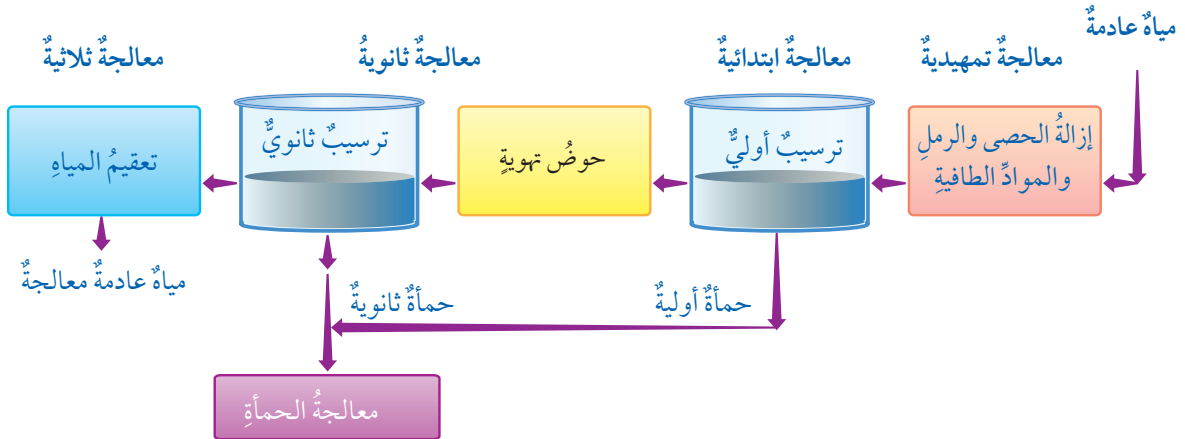 مياهٌ عادمةٌ
معالجةٌ تمهيديةٌ
معالجةٌ ابتدائيةٌ
معالجةٌ ثانويةُ
معالجةٌ ثلاثيةٌ
إزالةُ الحصى والرملِ
والموادِّ الطافيةِ
ترسيبٌ أوليٌّ
حوضُ تهويةٍ
ترسيبٌ ثانويٌّ
تعقيمُ المياهِ
مياهٌ عادمةٌ معالجةٌ
حمأةٌ أوليةٌ
حمأةٌ ثانويةٌ
معالجةُ الحمأةِ